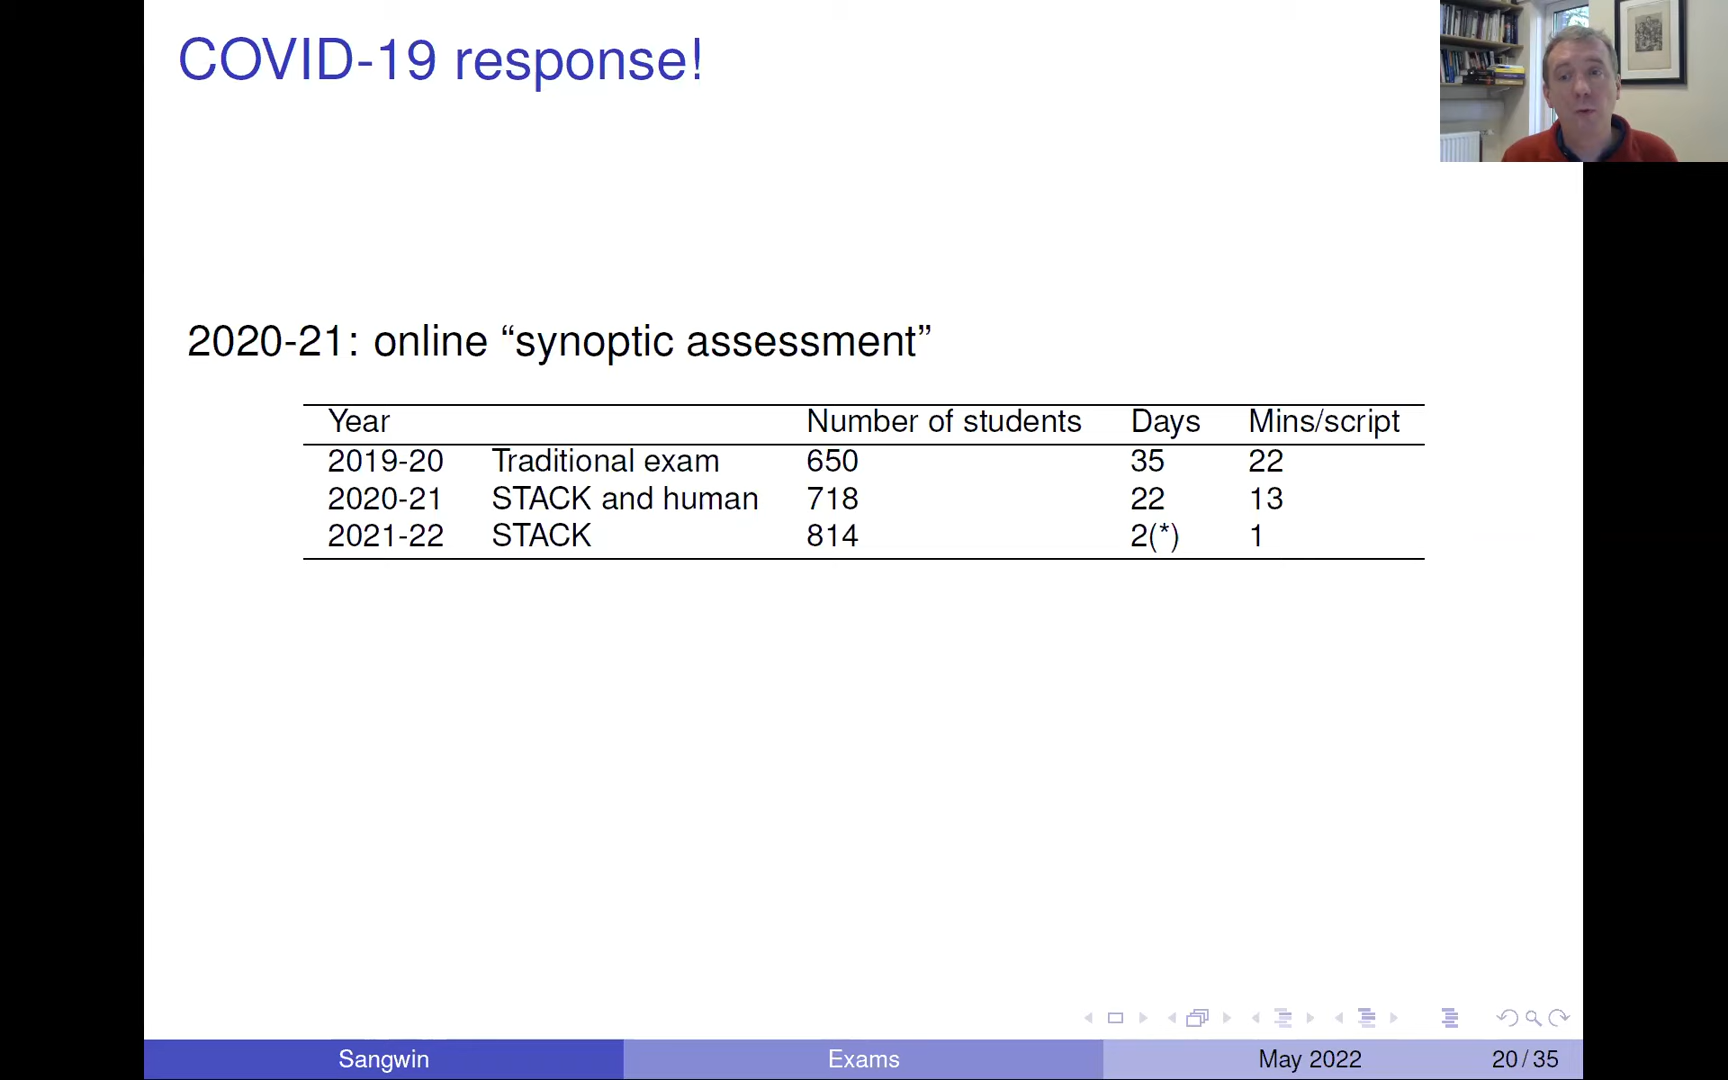 COVID-19 response!
2020-21: online “synoptic assessment”
Year Number of students Days Mins/script
2019-20 Traditional exam 650 35 22
2020-21 STACK and human 718 22 13
2021-22 STACK 814 2(*) 1
Sangwin Exams May 2022 20/35